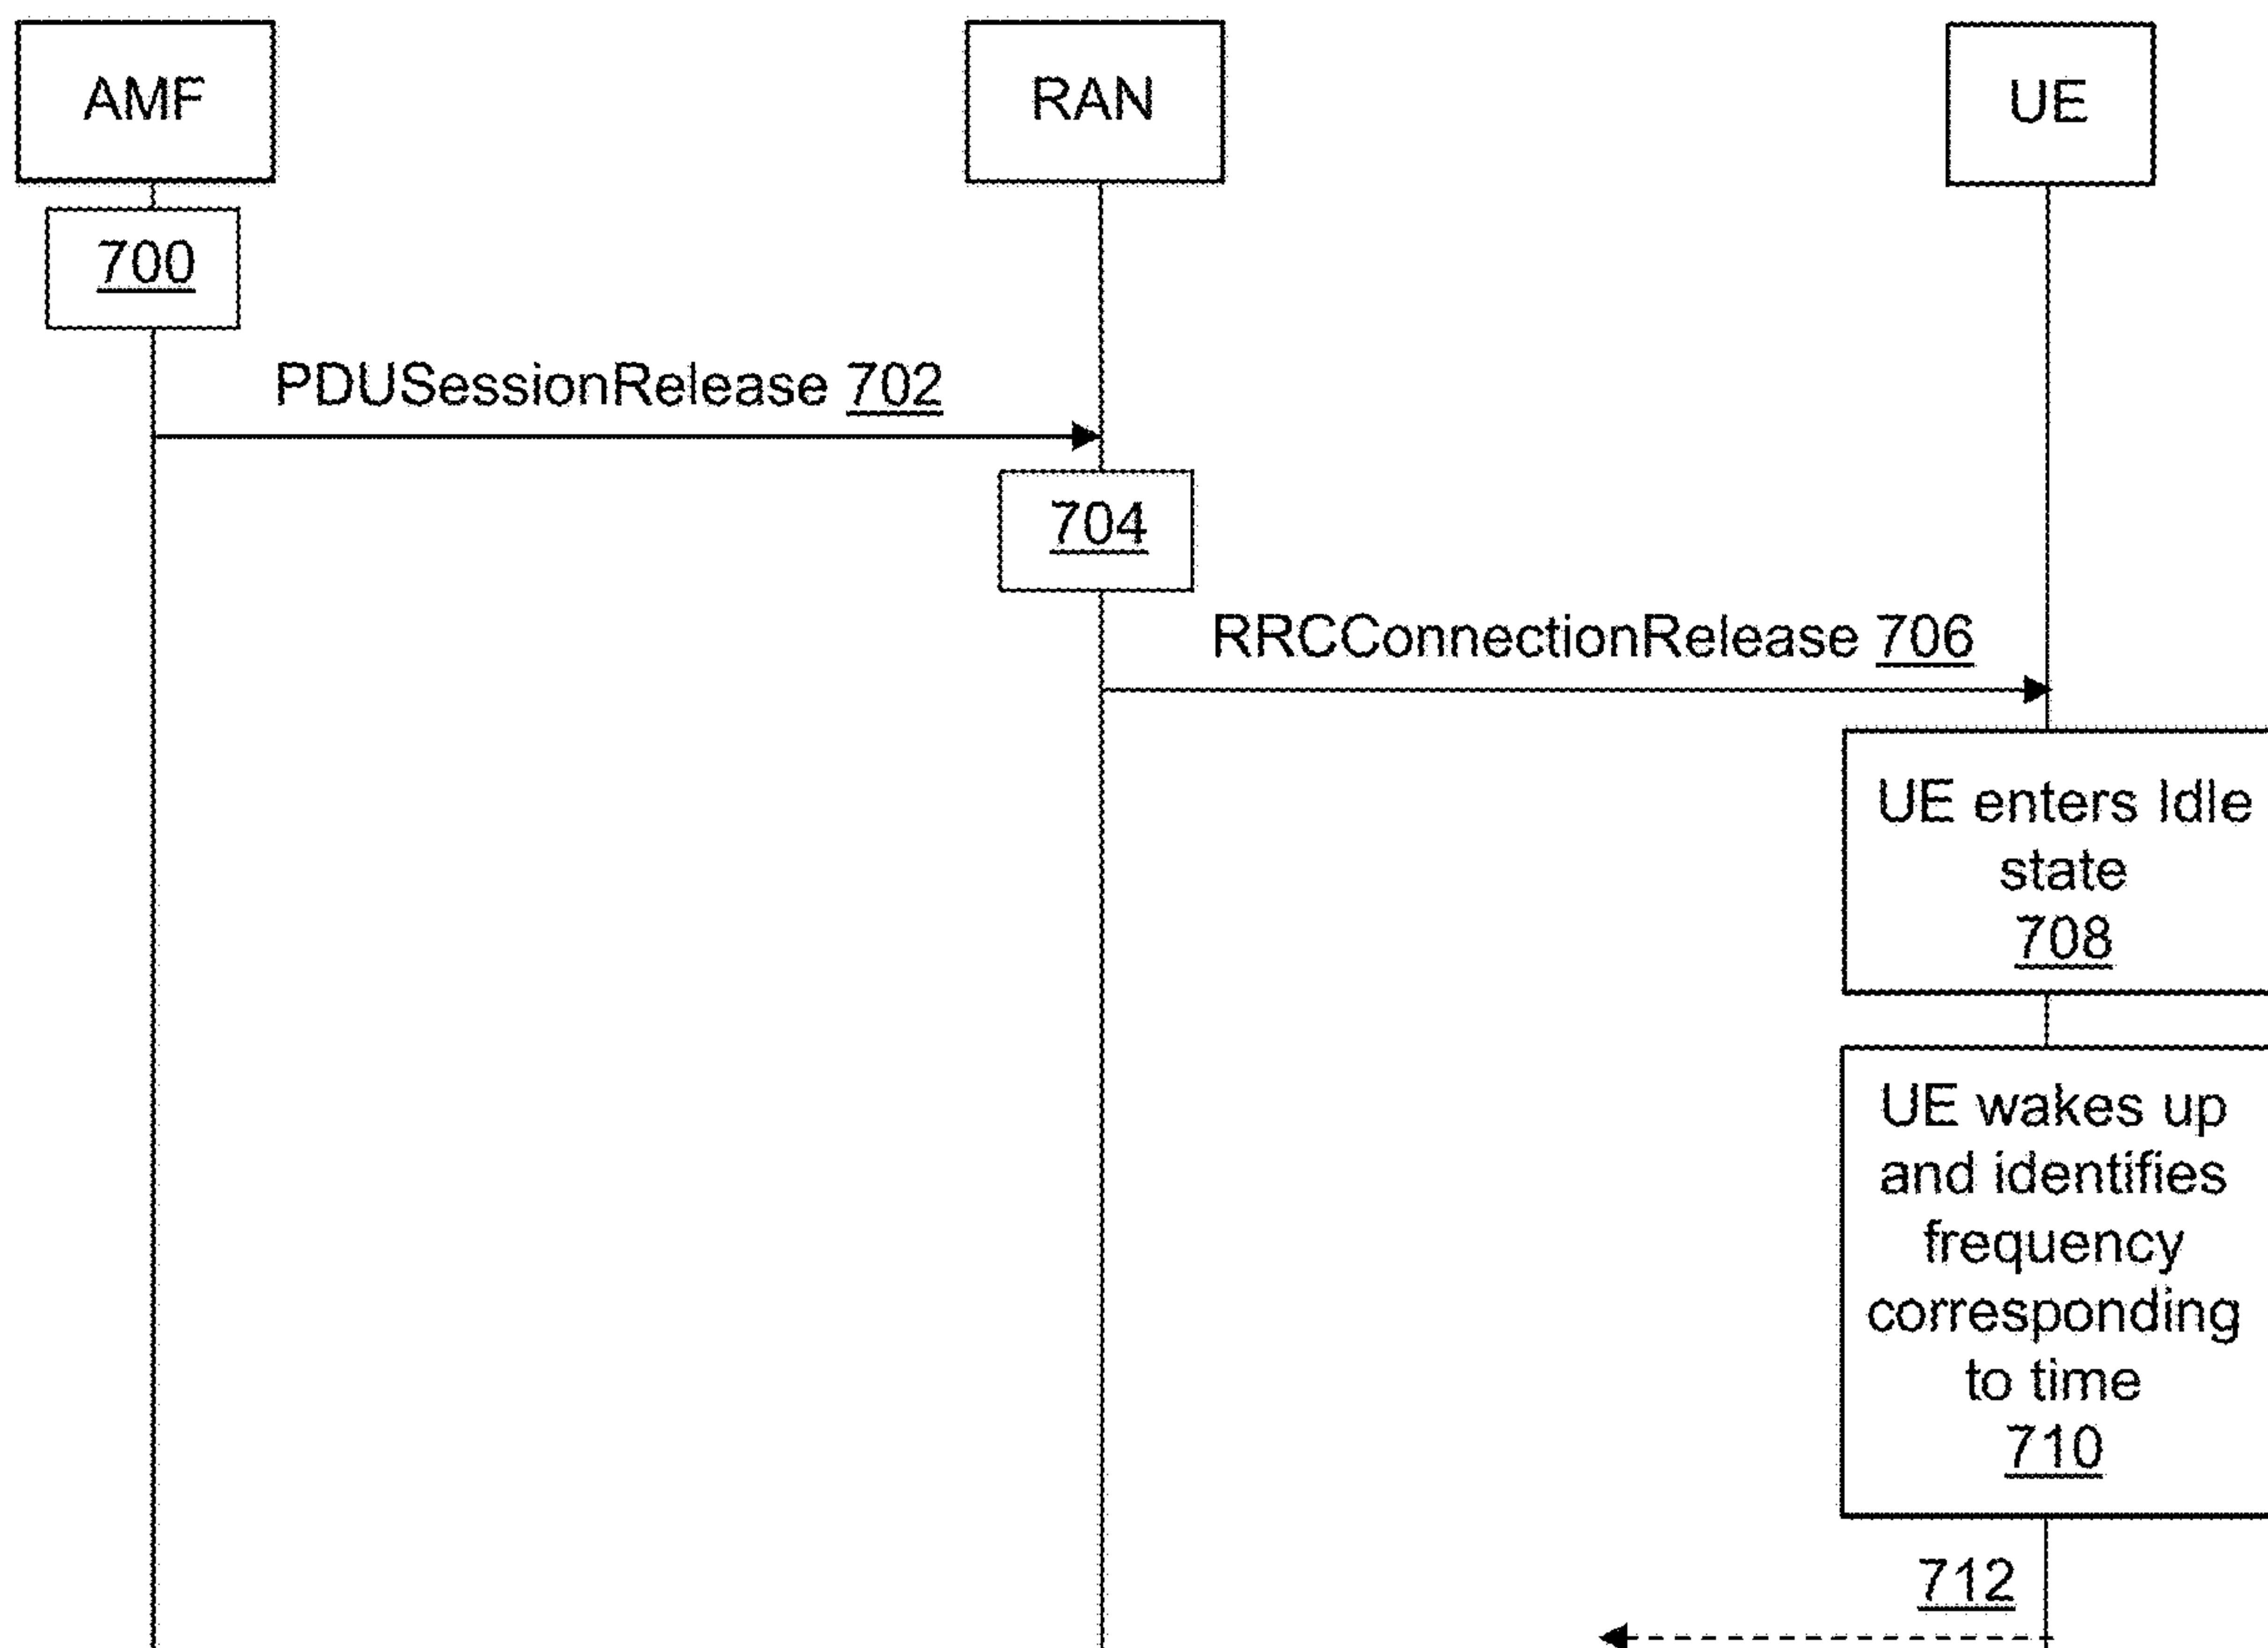 AMF
RAN
UE
700
PDUSessionRelease 702
704
RRCConnectionRelease 706
UE enters Idle
state
708
UE wakes up
and identifies
frequency
corresponding
to time
710
712